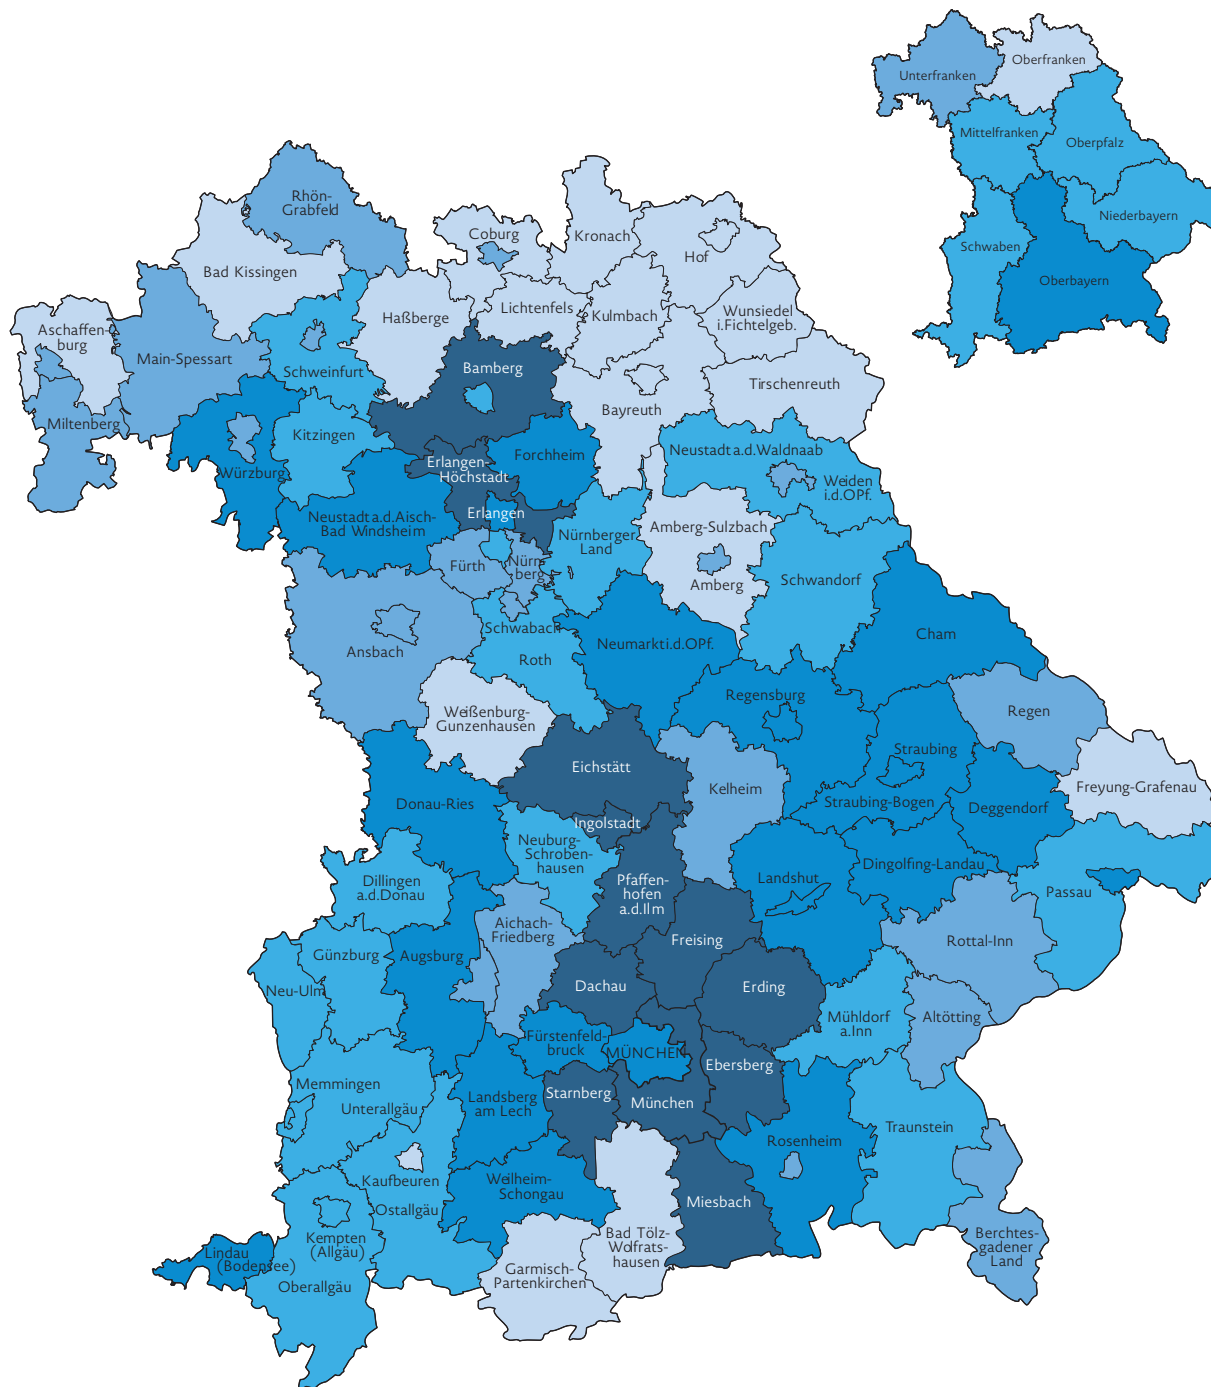 Oberfranken
Unterfranken
Mittelfranken
Oberpfalz
Niederbayern
Schwaben
Oberbayern
Rhön-
Grabfeld
Coburg
Kronach
Hof
Bad Kissingen
Lichtenfels
Kulmbach
Wunsiedel
i.Fichtelgeb.
Haßberge
Aschaffen-
burg
Main-Spessart
Schweinfurt
Bamberg
Tirschenreuth
Bayreuth
Miltenberg
Kitzingen
Würzburg
Erlangen-
Höchstadt
Forchheim
Neustadt a.d.Waldnaab
Weiden
i.d.OPf.
Neustadt a.d.Aisch-
Bad Windsheim
Erlangen
Nürnberger
Land
Amberg-Sulzbach
Fürth
Nürn-
berg
Amberg
Schwandorf
Schwabach
Roth
Ansbach
Neumarkt i.d.OPf.
Cham
Weißenburg-
Gunzenhausen
Regensburg
Regen
Straubing
Eichstätt
Kelheim
Freyung-Grafenau
Donau-Ries
Straubing-Bogen
Deggendorf
Ingolstadt
Neuburg-
Schroben-
hausen
Dillingen
a.d.Donau
Pfaffen-
hofen
a.d.Ilm
Landshut
Dingolfing-Landau
Passau
Aichach-
Friedberg
Freising
Rottal-Inn
Günzburg
Augsburg
Neu-Ulm
Dachau
Erding
Mühldorf
a.Inn
Altötting
Fürstenfeld-
bruck
MÜNCHEN
Ebersberg
Memmingen
Unterallgäu
Landsberg
am Lech
Starnberg
München
Traunstein
Rosenheim
Kaufbeuren
Ostallgäu
Weilheim-
Schongau
Miesbach
Bad Tölz-
Wolfrats-
hausen
Berchtes-
gadener
Land
Lindau
(Bodensee)
Kempten
(Allgäu)
Oberallgäu
Garmisch-
Partenkirchen